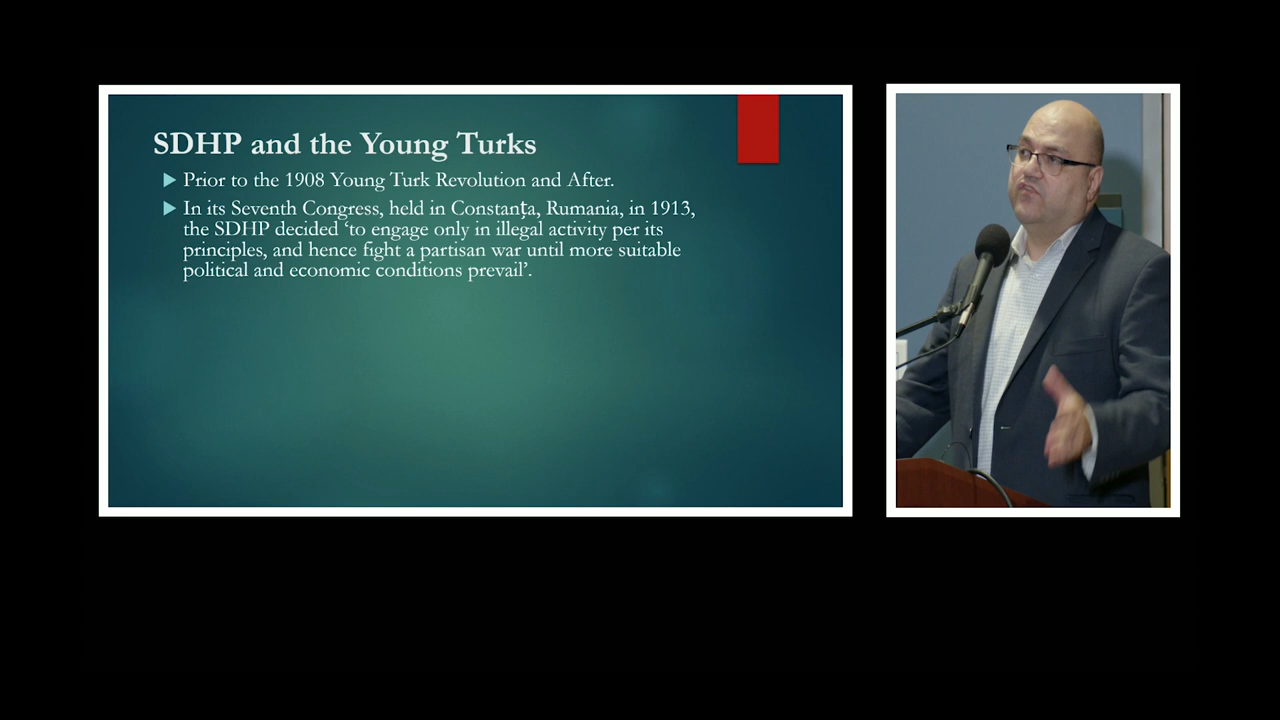 SDHP and the Young Turks
Prior to the 1908 Young Turk Revolution and After.
In its Seventh Congress, held in Constanța, Rumania, in 1913,
the SDHP decided ‘to engage only in illegal activity per its
principles, and hence fight a partisan war until more suitable
political and economic conditions prevail’.